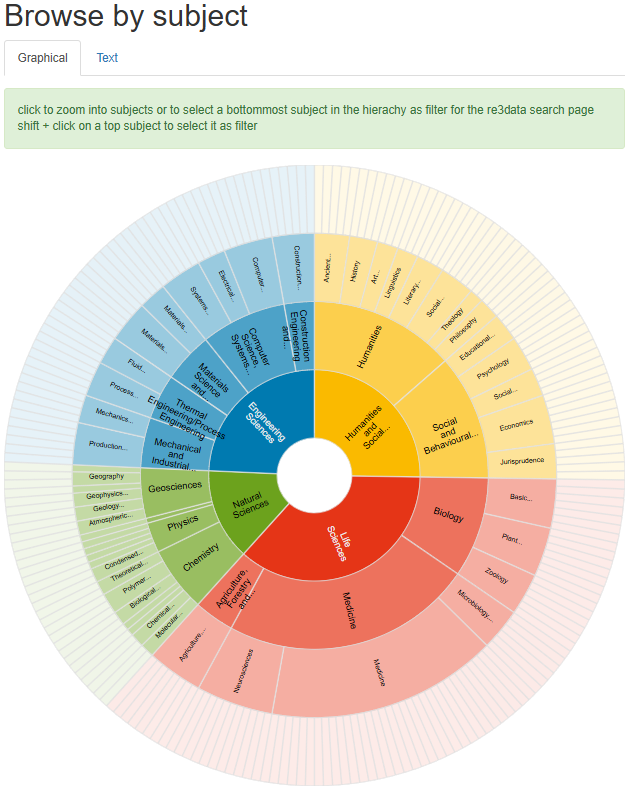 Browse by subject
Graphical
Text
click to zoom into subjects or to select a bottommost subject in the hierachy as filter for the re3data search page
shift + click on a top subject to select it as filter
Humanities
and
Social...
Humanities
Social
and
Behavioural...
Ancient...
History
Art...
Linguistics
Literary...
Social...
Theology
Philosophy
Educational...
Psychology
Social...
Economics
Jurisprudence
Life
Sciences
Biology
Medicine
Agriculture,
Forestry
and...
Basic...
Plant...
Zoology
Microbiology...
Medicine
Neurosciences
Agriculture,...
Natural
Sciences
Chemistry
Physics
Geosciences
Molecular...
Chemical...
Biological...
Polymer...
Theoretical...
Condensed...
Atmospheric...
Geology...
Geophysics...
Geography
Engineering
Sciences
Mechanical
and
Industrial...
Thermal
Engineering/Process
Engineering
Materials
Science
and...
Computer
Science,
Systems...
Construction
Engineering
and...
Production...
Mechanics...
Process...
Fluid...
Materials...
Materials...
Systems...
Electrical...
Computer...
Construction...